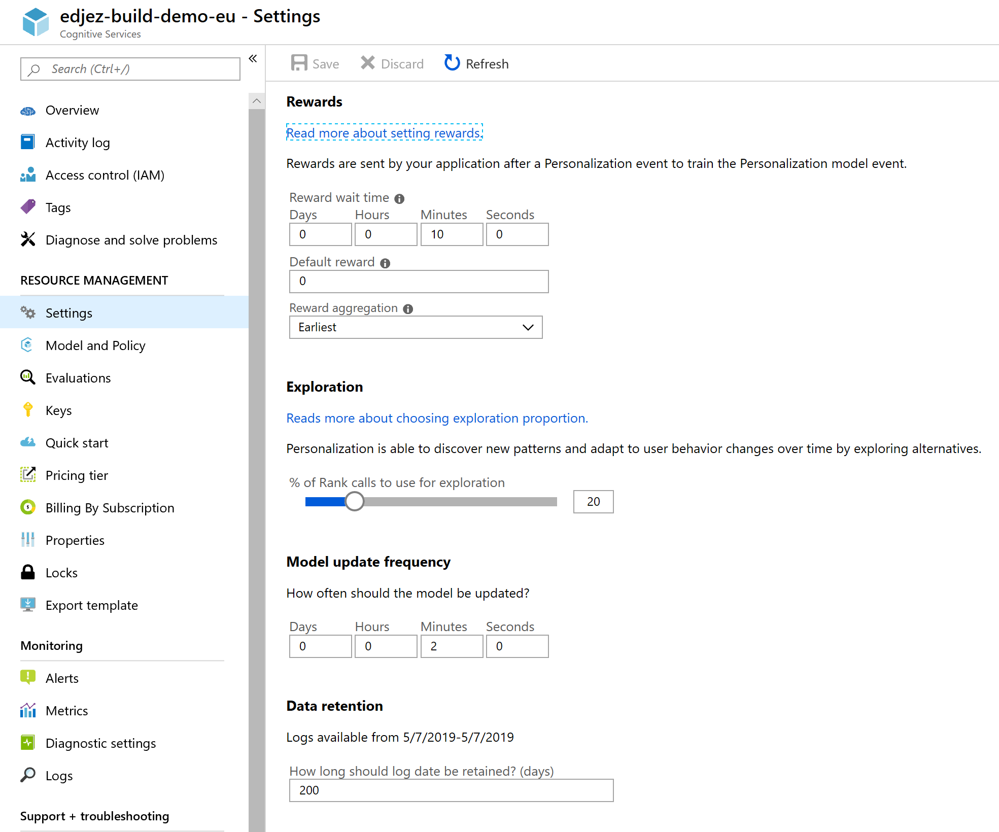 edjez-build-demo-eu - Settings
Cognitive Services
Search (Ctrl+/)
Overview
Activity log
Access control (IAM)
Tags
Diagnose and solve problems
RESOURCE MANAGEMENT
Settings
Model and Policy
Evaluations
Keys
Quick start
Pricing tier
Billing By Subscription
Properties
Locks
Export template
Monitoring
Alerts
Metrics
Diagnostic settings
Logs
Support + troubleshooting
Save Discard Refresh
Rewards
Read more about setting rewards.
Rewards are sent by your application after a Personalization event to train the Personalization model event.
Reward wait time
Days Hours Minutes Seconds
0 0 10 0
Default reward
0
Reward aggregation
Earliest
Exploration
Reads more about choosing exploration proportion.
Personalization is able to discover new patterns and adapt to user behavior changes over time by exploring alternatives.
% of Rank calls to use for exploration
20
Model update frequency
How often should the model be updated?
Days Hours Minutes Seconds
0 0 2 0
Data retention
Logs available from 5/7/2019-5/7/2019
How long should log date be retained? (days)
200